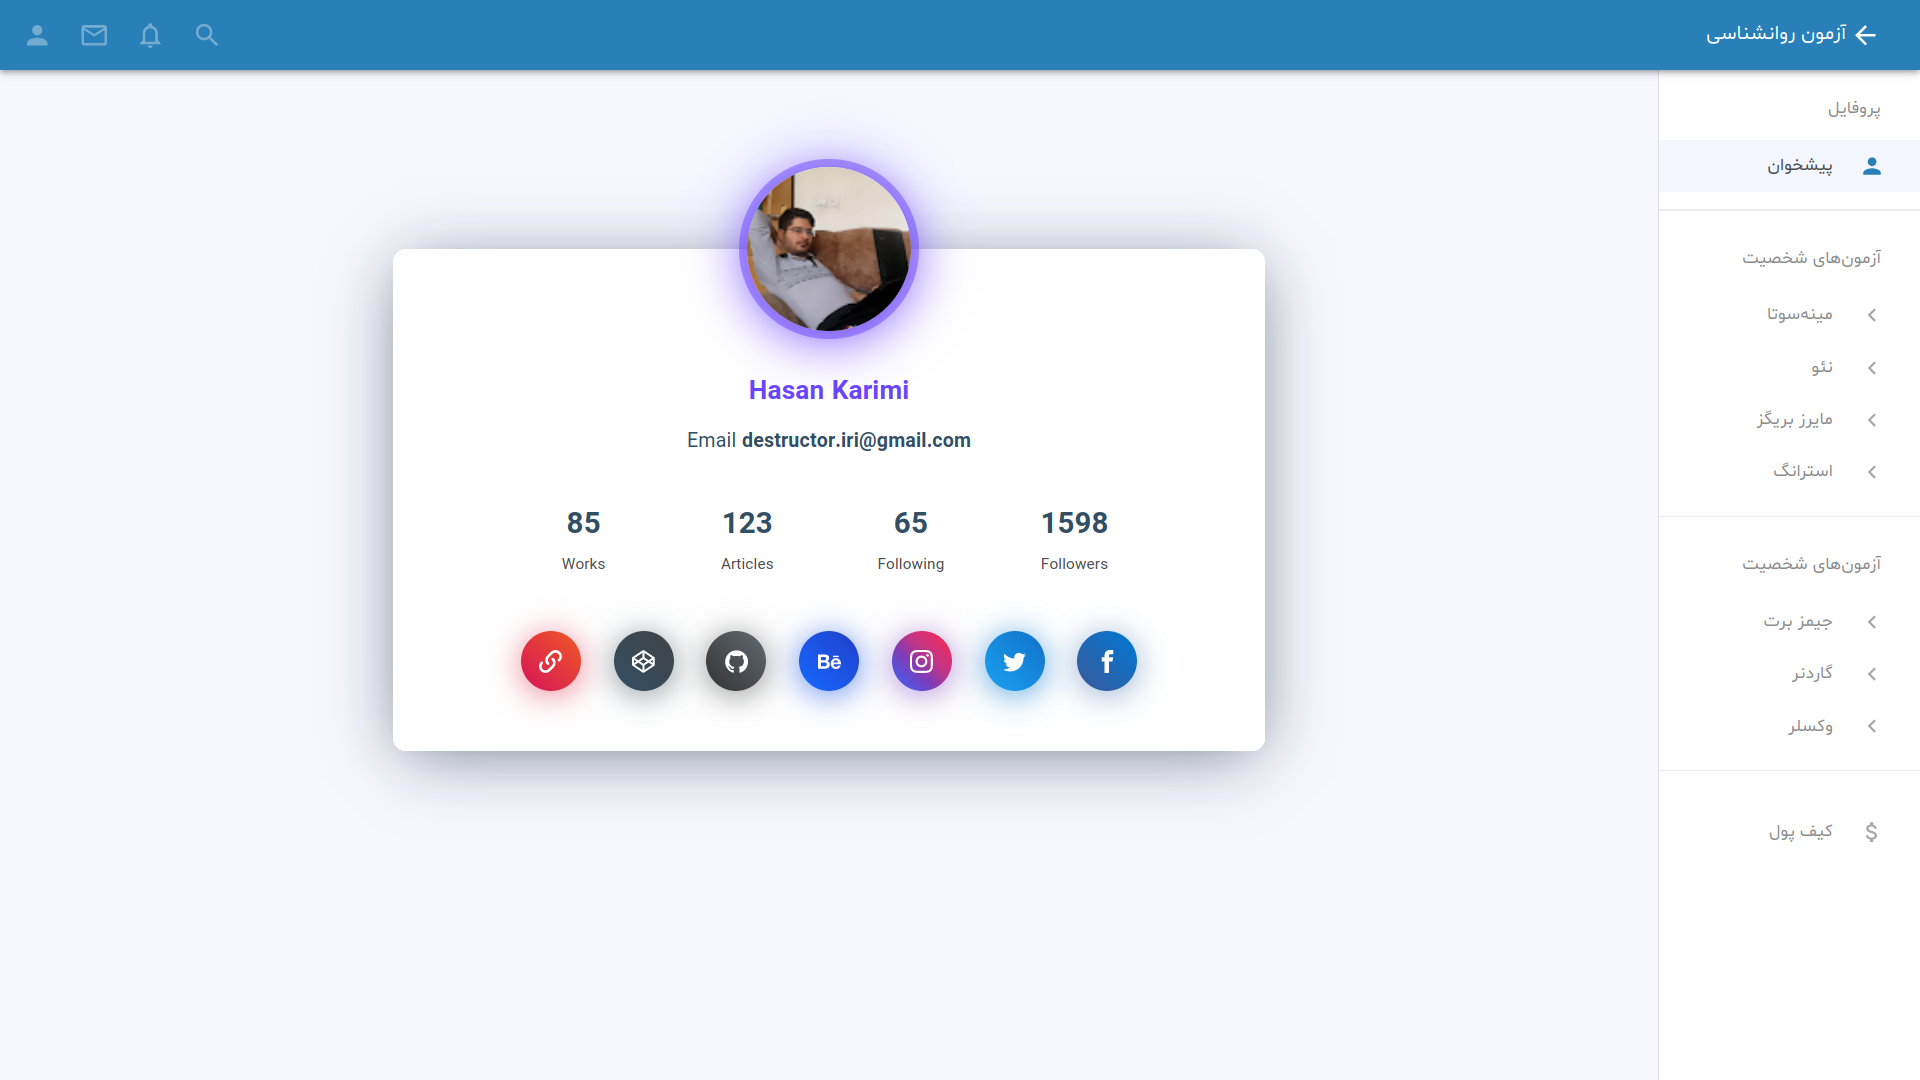 آزمون روانشناسی
پروفایل
پیشخوان
آزمون‌های شخصیت
مینه‌سوتا
نئو
مایرز بریگز
استرانگ
آزمون‌های شخصیت
جیمز برت
گاردنر
وکسلر
کیف پول
Hasan Karimi
Email destructor.iri@gmail.com
85 123 65 1598
Works Articles Following Followers